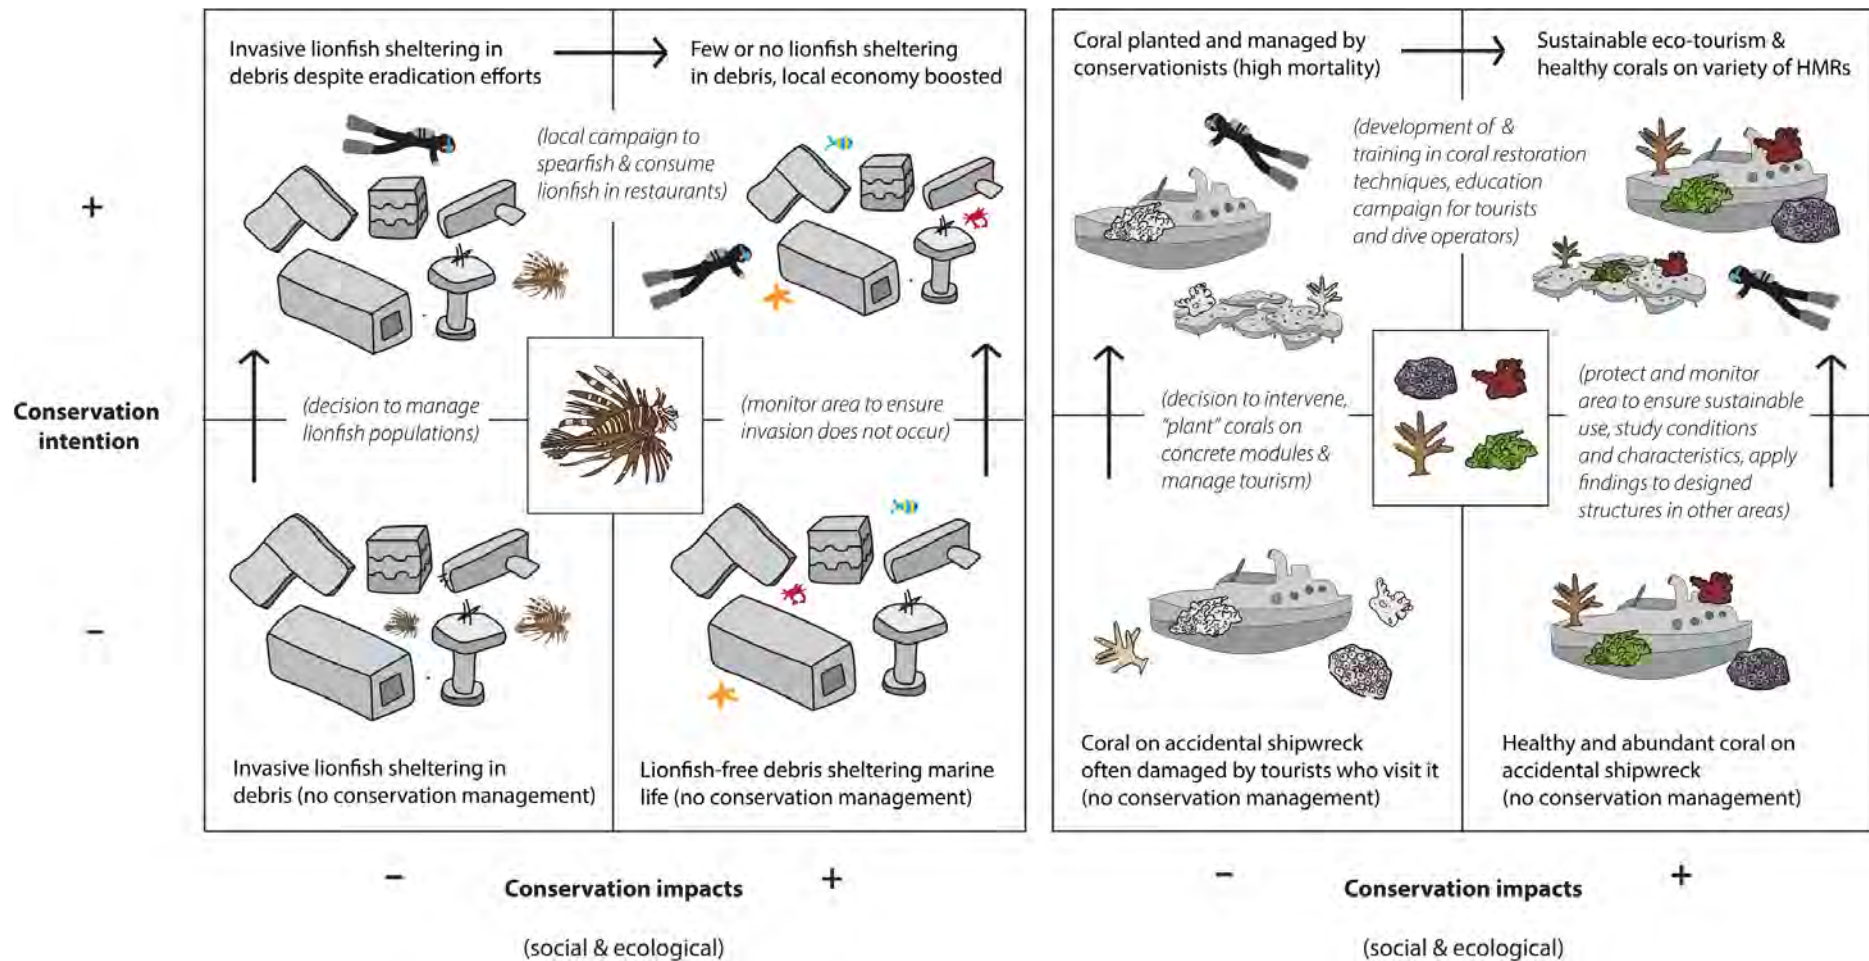 Invasive lionfish sheltering in
debris despite eradication efforts
Few or no lionfish sheltering
in debris, local economy boosted
(local campaign to
spearfish & consume
lionfish in restaurants)
+
Conservation
intention
−
(decision to manage
lionfish populations)
(monitor area to ensure
invasion does not occur)
Invasive lionfish sheltering in
debris (no conservation management)
Lionfish-free debris sheltering marine
life (no conservation management)
−
Conservation impacts
+
(social & ecological)
Coral planted and managed by
conservationists (high mortality)
Sustainable eco-tourism &
healthy corals on variety of HMRs
(development of &
training in coral restoration
techniques, education
campaign for tourists
and dive operators)
(decision to intervene,
"plant" corals on
concrete modules &
manage tourism)
(protect and monitor
area to ensure sustainable
use, study conditions
and characteristics, apply
findings to designed
structures in other areas)
Coral on accidental shipwreck
often damaged by tourists who visit it
(no conservation management)
Healthy and abundant coral on
accidental shipwreck
(no conservation management)
−
Conservation impacts
+
(social & ecological)